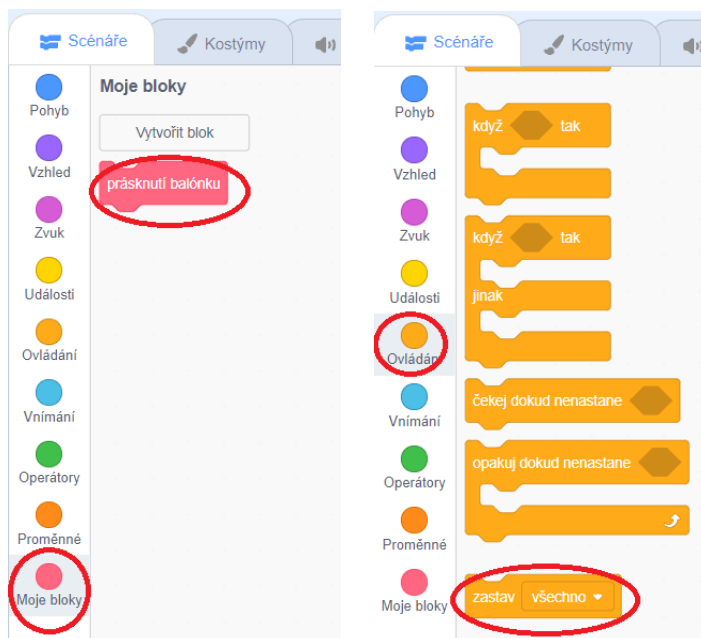 Scénáře
Kostýmy
Pohyb
Vzhled
Zvuk
Události
Ovládání
Vnímání
Operátory
Proměnné
Moje bloky
Moje bloky
Vytvořit blok
prásknutí balónku
Scénáře
Kostýmy
Pohyb
Vzhled
Zvuk
Události
Ovládání
Vnímání
Operátory
Proměnné
Moje bloky
když tak
když tak
jinak
čekej dokud nenastane
opakuj dokud nenastane
zastav všechno